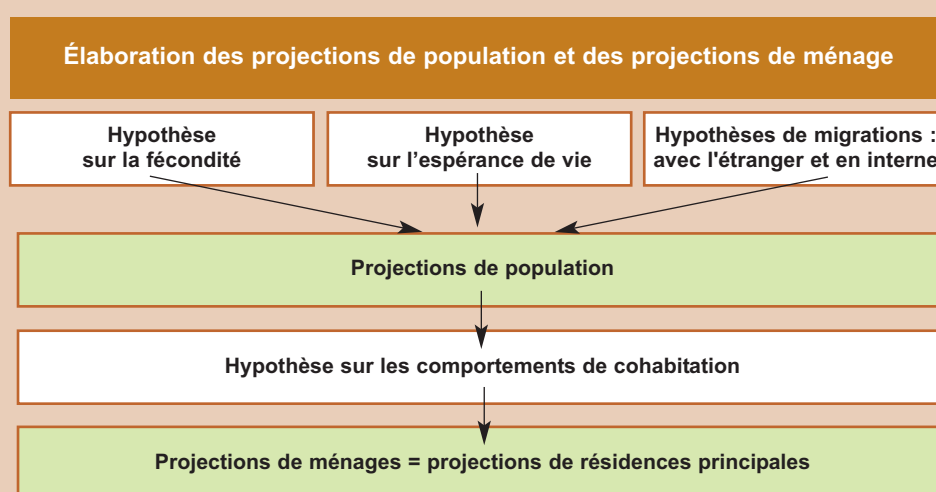 Élaboration des projections de population et des projections de ménage
Hypothèse
sur la fécondité
Hypothèse
sur l'espérance de vie
Hypothèses de migrations :
avec l'étranger et en interne
Projections de population
Hypothèse sur les comportements de cohabitation
Projections de ménages = projections de résidences principales